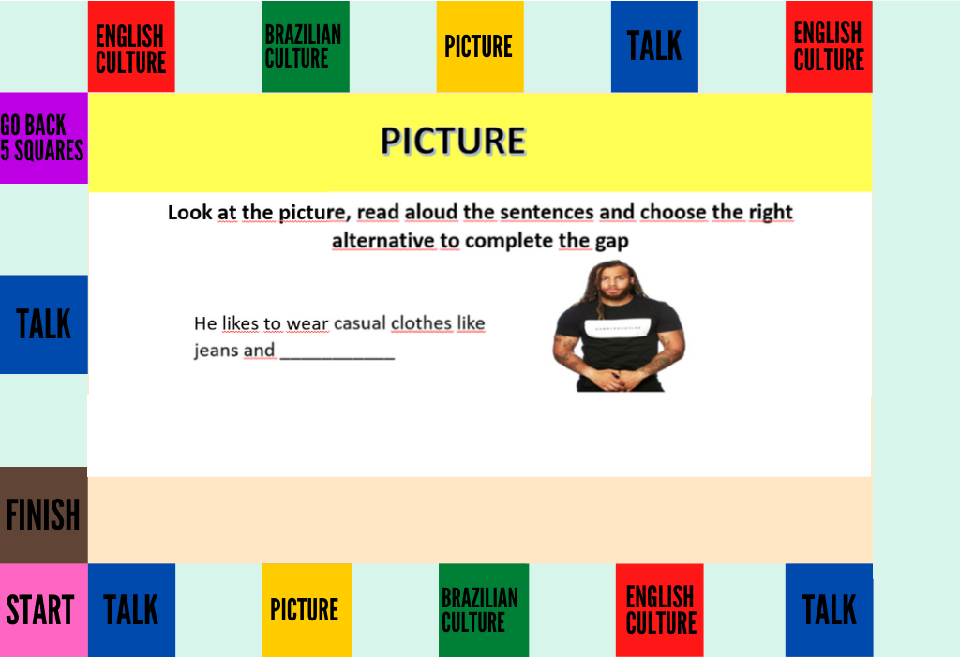 ENGLISH
CULTURE
BRAZILIAN
CULTURE
PICTURE
TALK
ENGLISH
CULTURE
GO BACK
5 SQUARES
PICTURE
Look at the picture, read aloud the sentences and choose the right
alternative to complete the gap
He likes to wear casual clothes like
jeans and ____________
TALK
FINISH
START
TALK
PICTURE
BRAZILIAN
CULTURE
ENGLISH
CULTURE
TALK